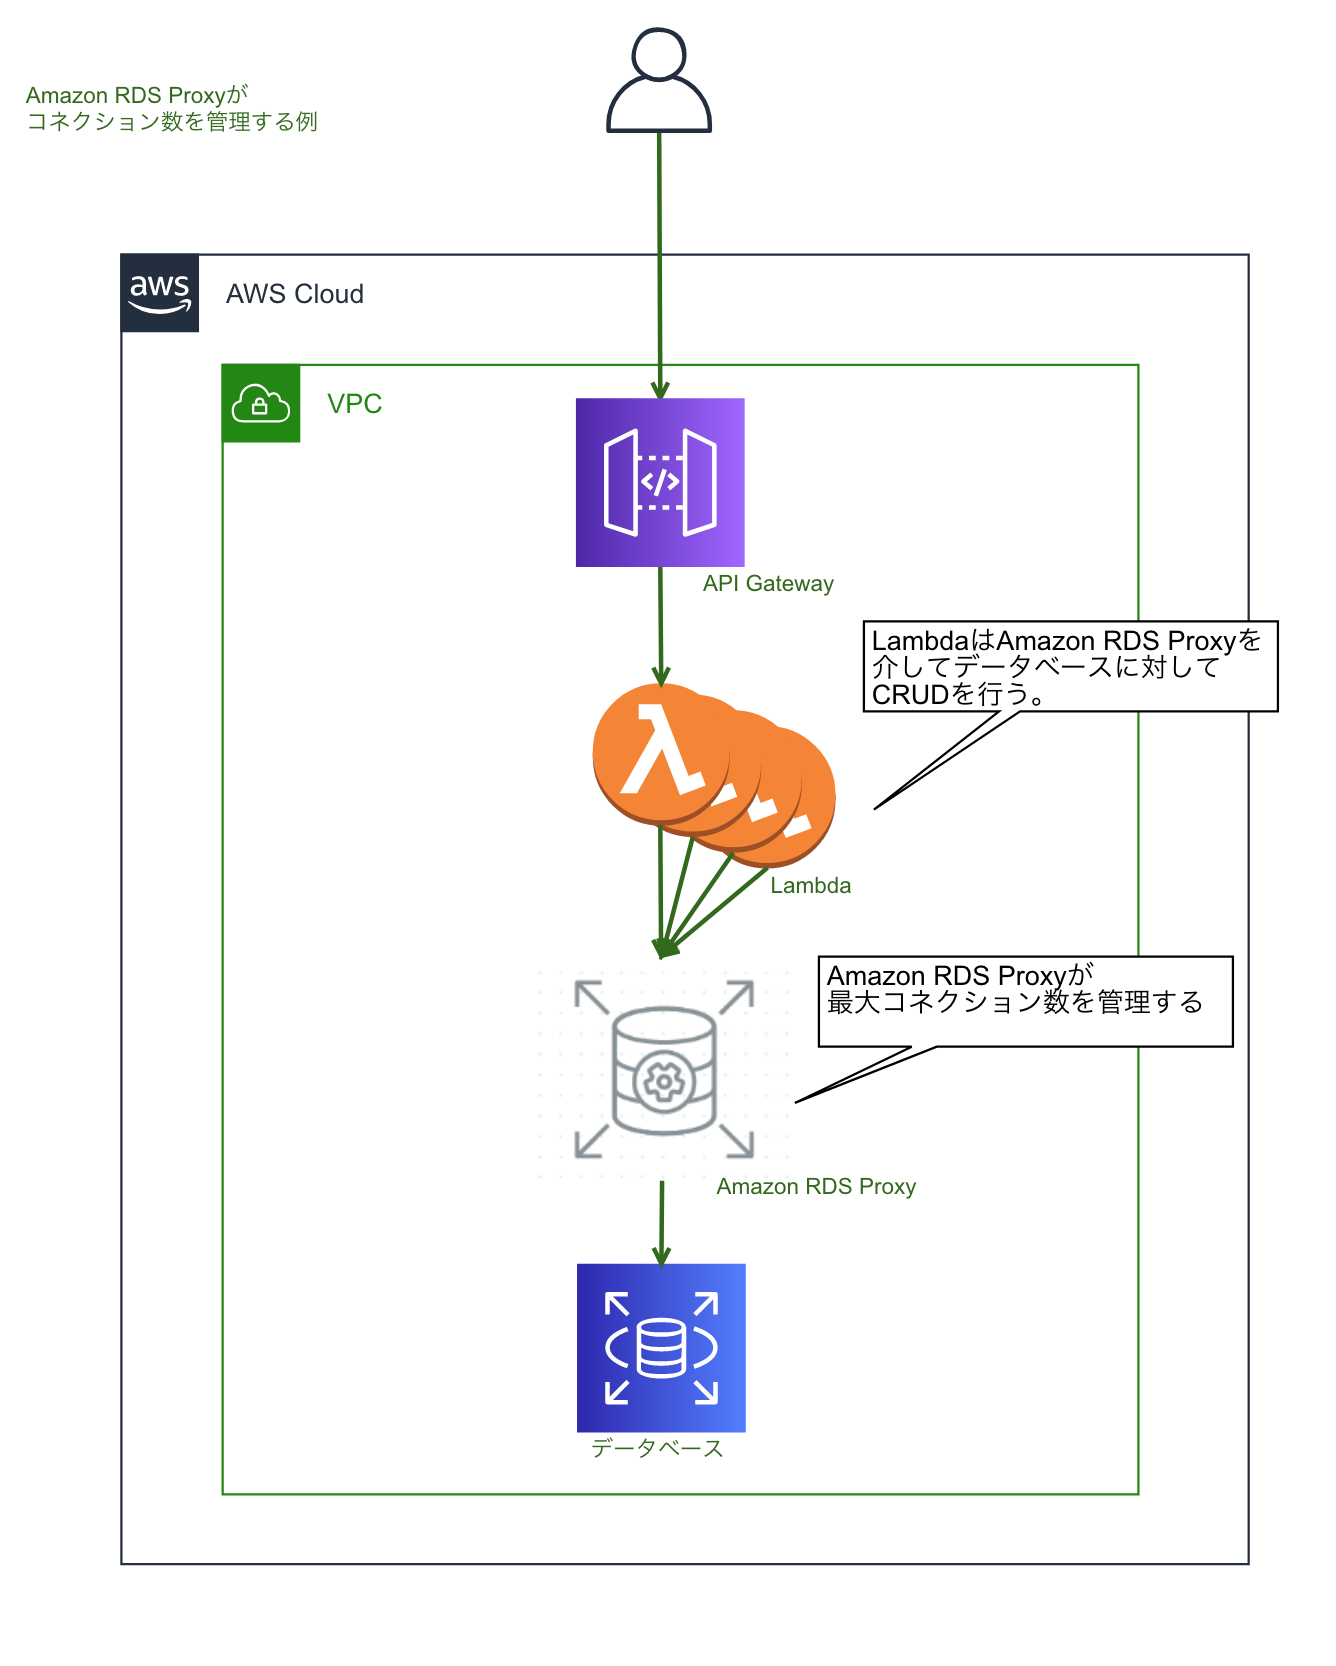 Amazon RDS Proxyが
コネクション数を管理する例
aws
AWS Cloud
VPC
</>
API Gateway
LambdaはAmazon RDS Proxyを
介してデータベースに対して
CRUDを行う。
Lambda
Amazon RDS Proxyが
最大コネクション数を管理する
Amazon RDS Proxy
データベース